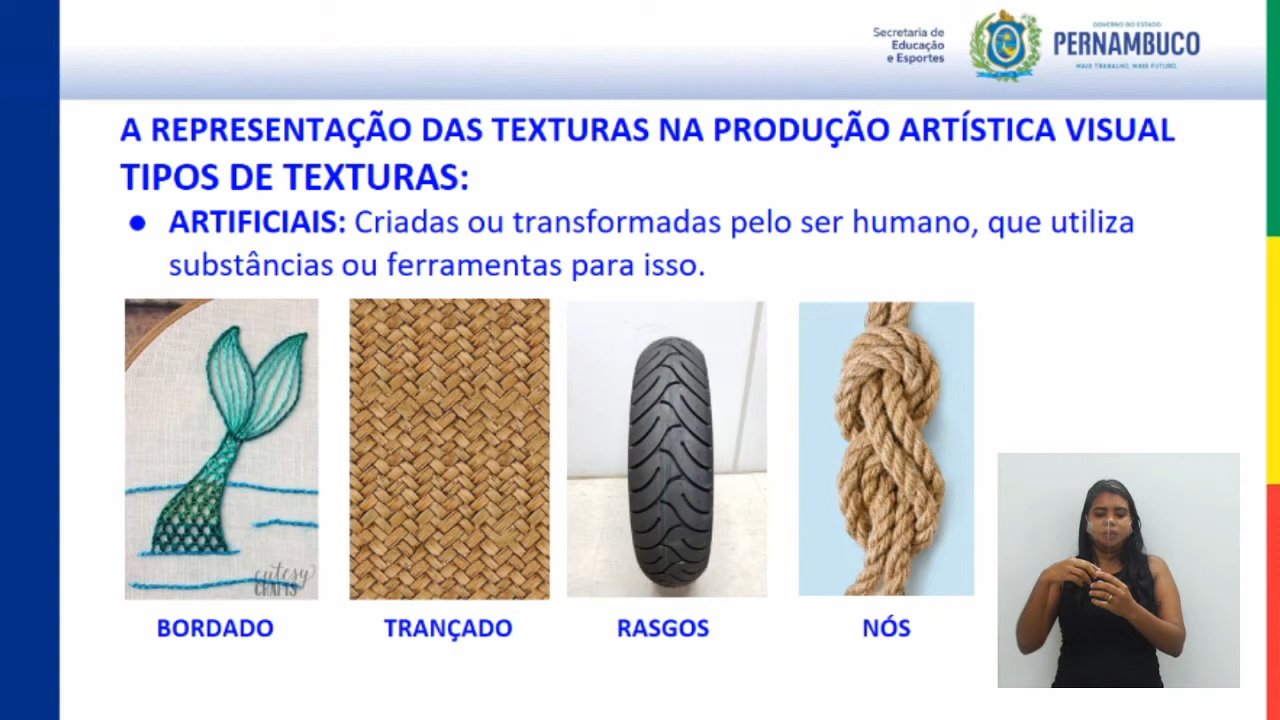 Secretaria de
Educação
e Esportes
GOVERNO DO ESTADO
PERNAMBUCO
MAIS TRABALHO, MAIS FUTURO.
A REPRESENTAÇÃO DAS TEXTURAS NA PRODUÇÃO ARTÍSTICA VISUAL
TIPOS DE TEXTURAS:
● ARTIFICIAIS: Criadas ou transformadas pelo ser humano, que utiliza
substâncias ou ferramentas para isso.
cutesy
CRAFTS
BORDADO
TRANÇADO
RASGOS
NÓS